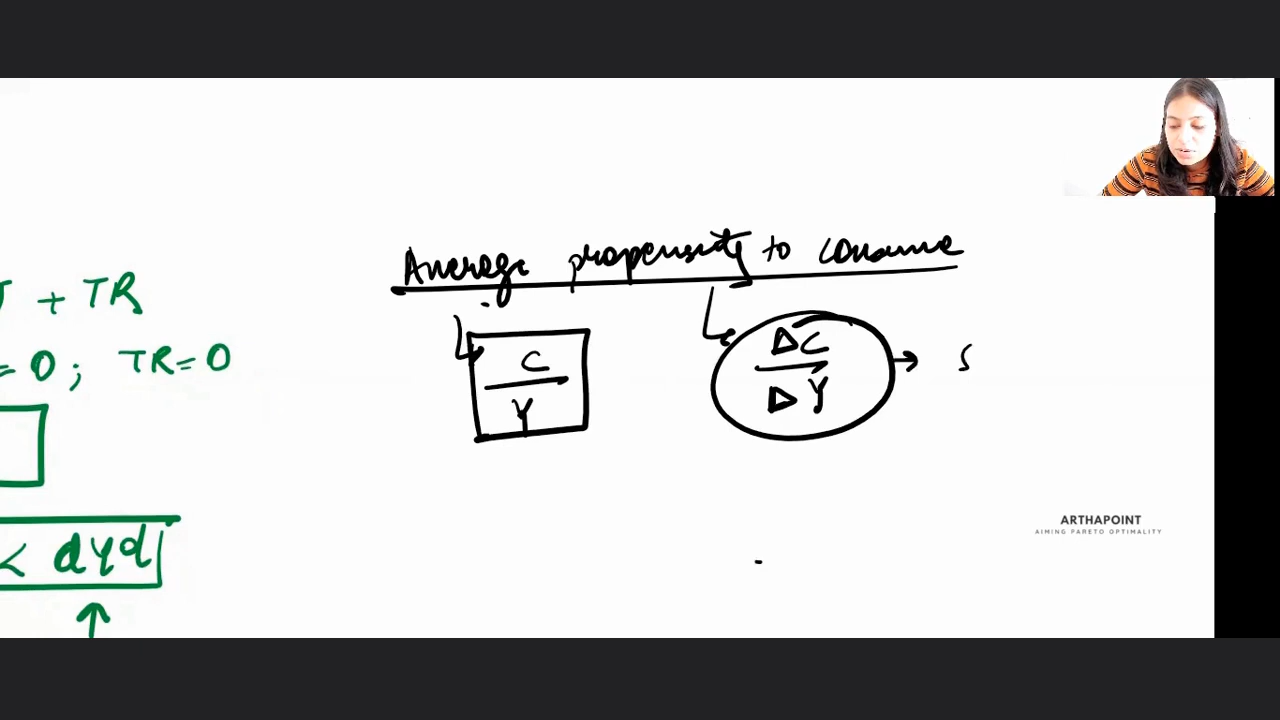 Average propensity to consume
+ TR
= 0 ; TR = 0
C
Y
ΔC
ΔY
→ S
< dyd
ARTHAPOINT
AIMING PARETO OPTIMALITY